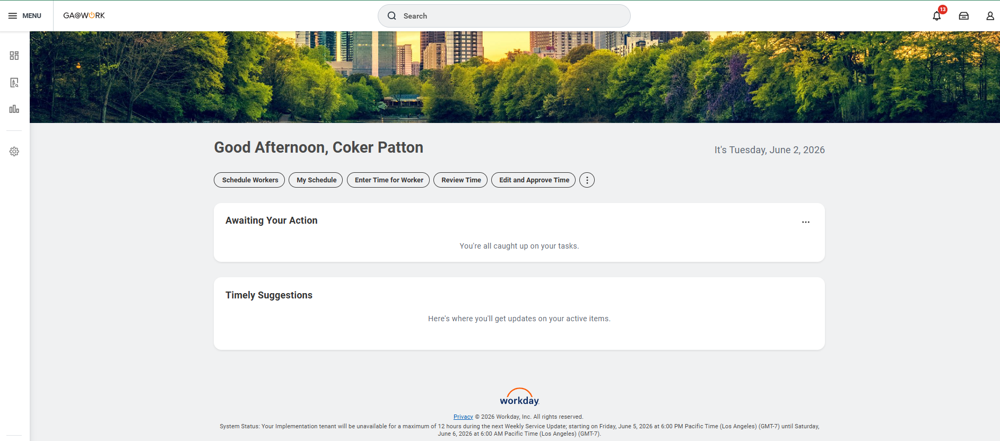 MENU
GA@WORK
Search
13
Good Afternoon, Coker Patton
It's Tuesday, June 2, 2026
Schedule Workers
My Schedule
Enter Time for Worker
Review Time
Edit and Approve Time
Awaiting Your Action
You're all caught up on your tasks.
Timely Suggestions
Here's where you'll get updates on your active items.
workday.
Privacy © 2026 Workday, Inc. All rights reserved.
System Status: Your Implementation tenant will be unavailable for a maximum of 12 hours during the next Weekly Service Update; starting on Friday, June 5, 2026 at 6:00 PM Pacific Time (Los Angeles) (GMT-7) until Saturday,
June 6, 2026 at 6:00 AM Pacific Time (Los Angeles) (GMT-7).